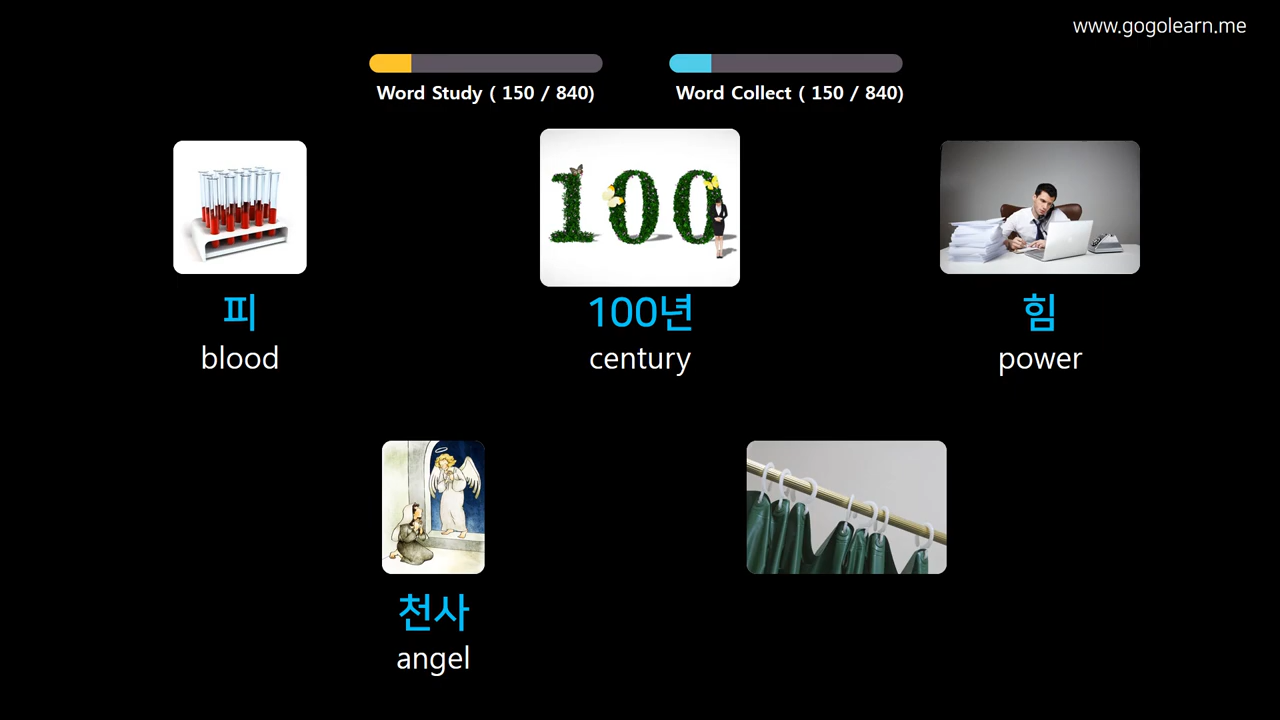 www.gogolearn.me
Word Study ( 150 / 840)
Word Collect ( 150 / 840)
100
피
blood
100년
century
힘
power
천사
angel